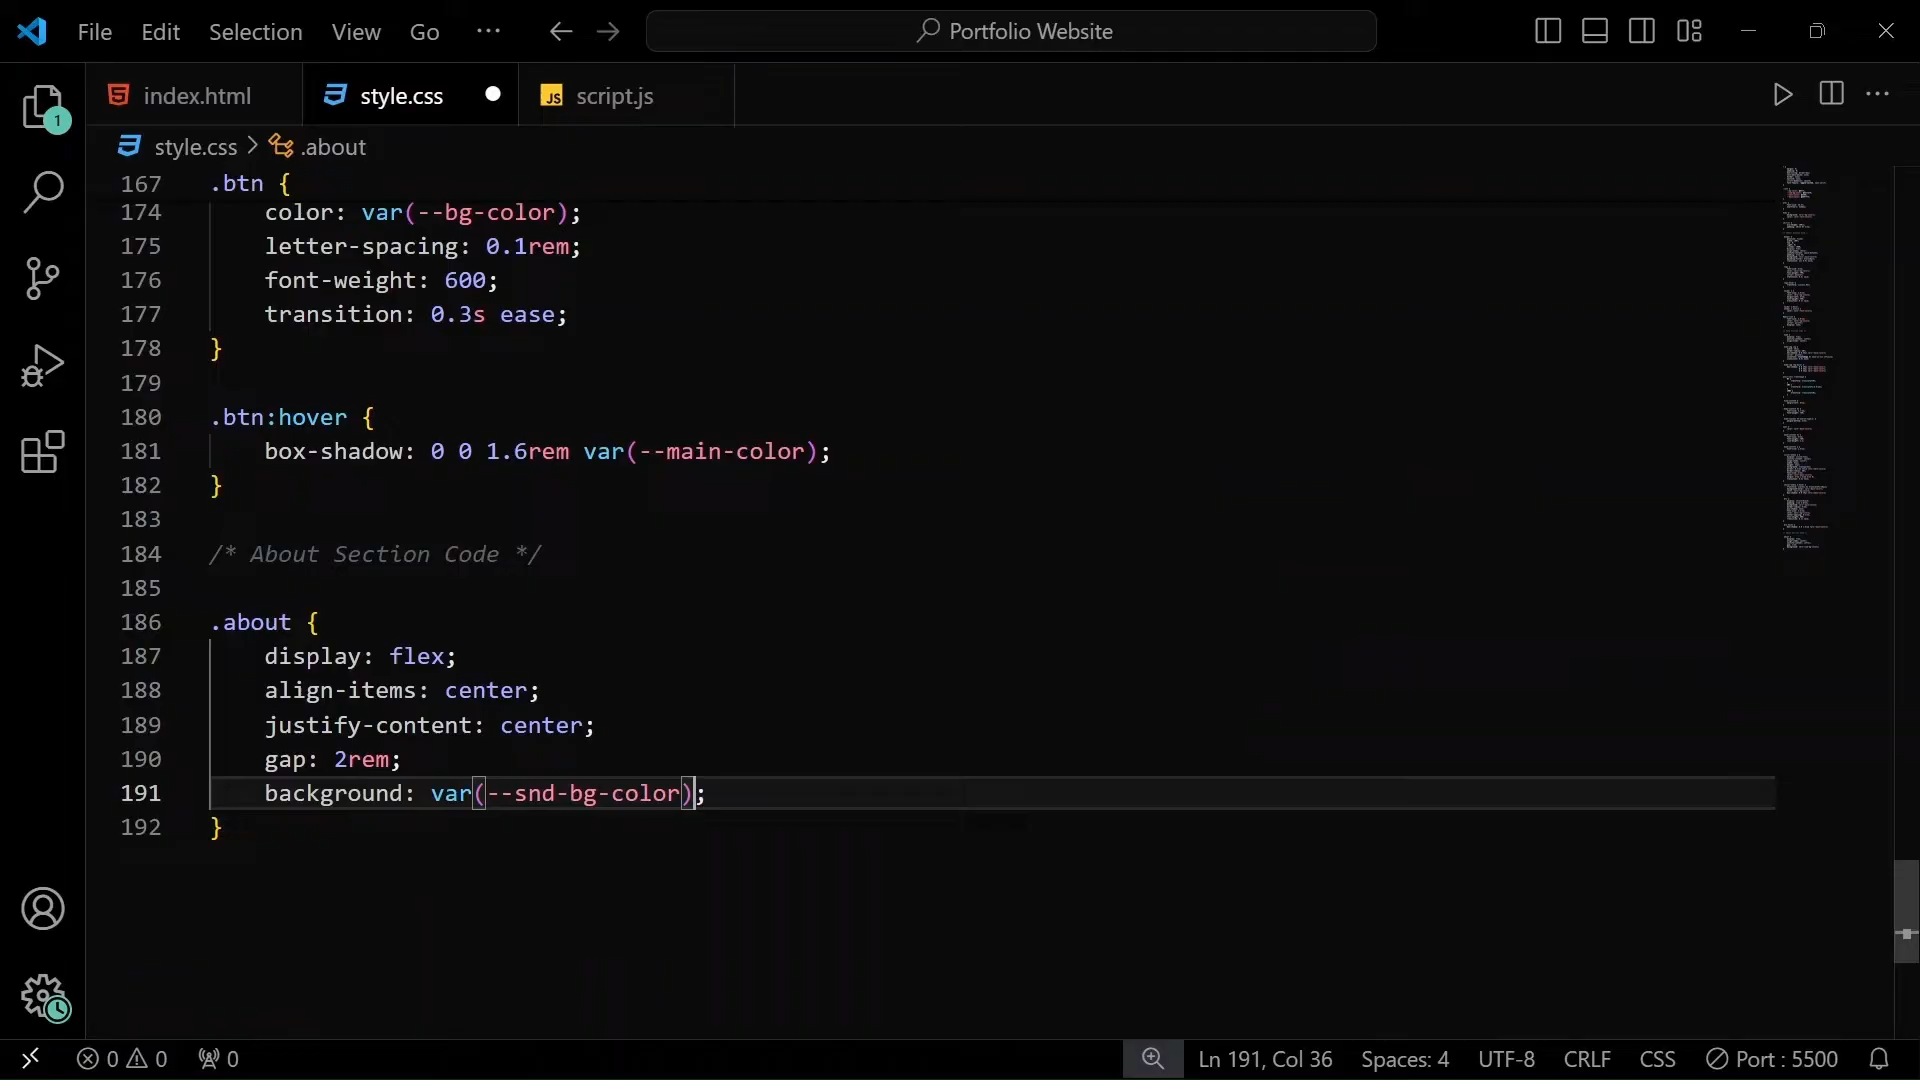 File Edit Selection View Go ··· Portfolio Website
1
index.html style.css JS script.js
style.css > .about
167 .btn {
174 color: var(--bg-color);
175 letter-spacing: 0.1rem;
176 font-weight: 600;
177 transition: 0.3s ease;
178 }
179
180 .btn:hover {
181 box-shadow: 0 0 1.6rem var(--main-color);
182 }
183
184 /* About Section Code */
185
186 .about {
187 display: flex;
188 align-items: center;
189 justify-content: center;
190 gap: 2rem;
191 background: var(--snd-bg-color);
192 }
0 0 0 Ln 191, Col 36 Spaces: 4 UTF-8 CRLF CSS Port : 5500